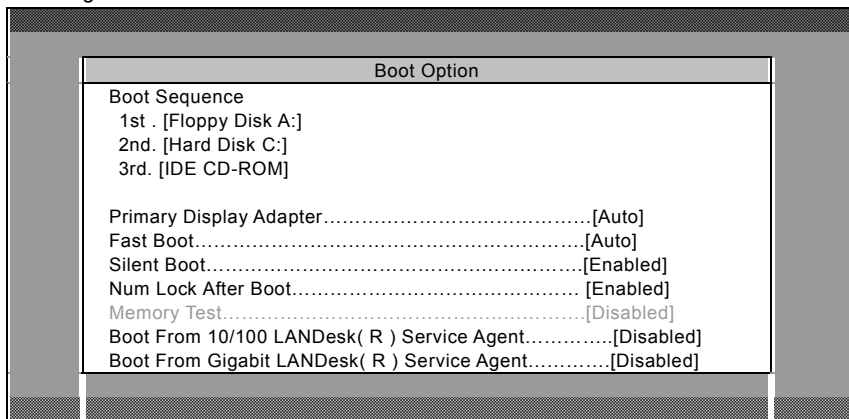 Boot Option
Boot Sequence
1st . [Floppy Disk A:]
2nd. [Hard Disk C:]
3rd. [IDE CD-ROM]
Primary Display Adapter……………………………………[Auto]
Fast Boot…………………………………………………….[Auto]
Silent Boot………………………………………………….[Enabled]
Num Lock After Boot……………………………………… [Enabled]
Memory Test………………………………………………….[Disabled]
Boot From 10/100 LANDesk( R ) Service Agent…………..[Disabled]
Boot From Gigabit LANDesk( R ) Service Agent………….[Disabled]